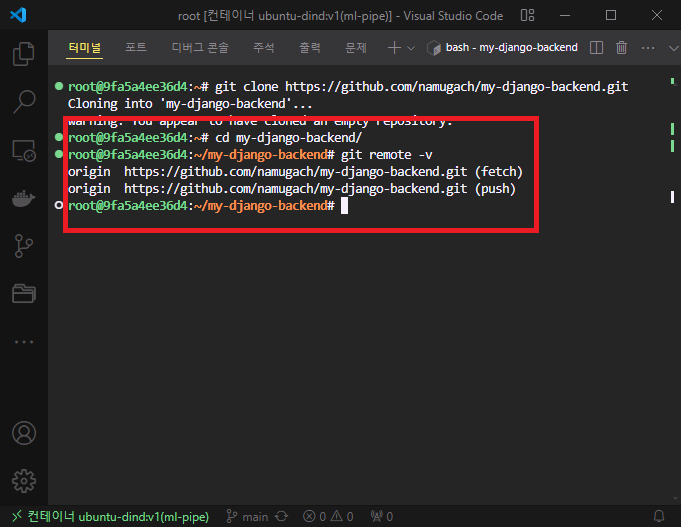 root [컨테이너 ubuntu-dind:v1(ml-pipe)] - Visual Studio Code
터미널 포트 디버그 콘솔 주석 출력 문제 bash - my-django-backend
root@9fa5a4ee36d4:~# git clone https://github.com/namugach/my-django-backend.git
Cloning into 'my-django-backend'...
warning: You appear to have cloned an empty repository.
root@9fa5a4ee36d4:~# cd my-django-backend/
root@9fa5a4ee36d4:~/my-django-backend# git remote -v
origin  https://github.com/namugach/my-django-backend.git (fetch)
origin  https://github.com/namugach/my-django-backend.git (push)
root@9fa5a4ee36d4:~/my-django-backend#
컨테이너 ubuntu-dind:v1(ml-pipe) main 0 0 0